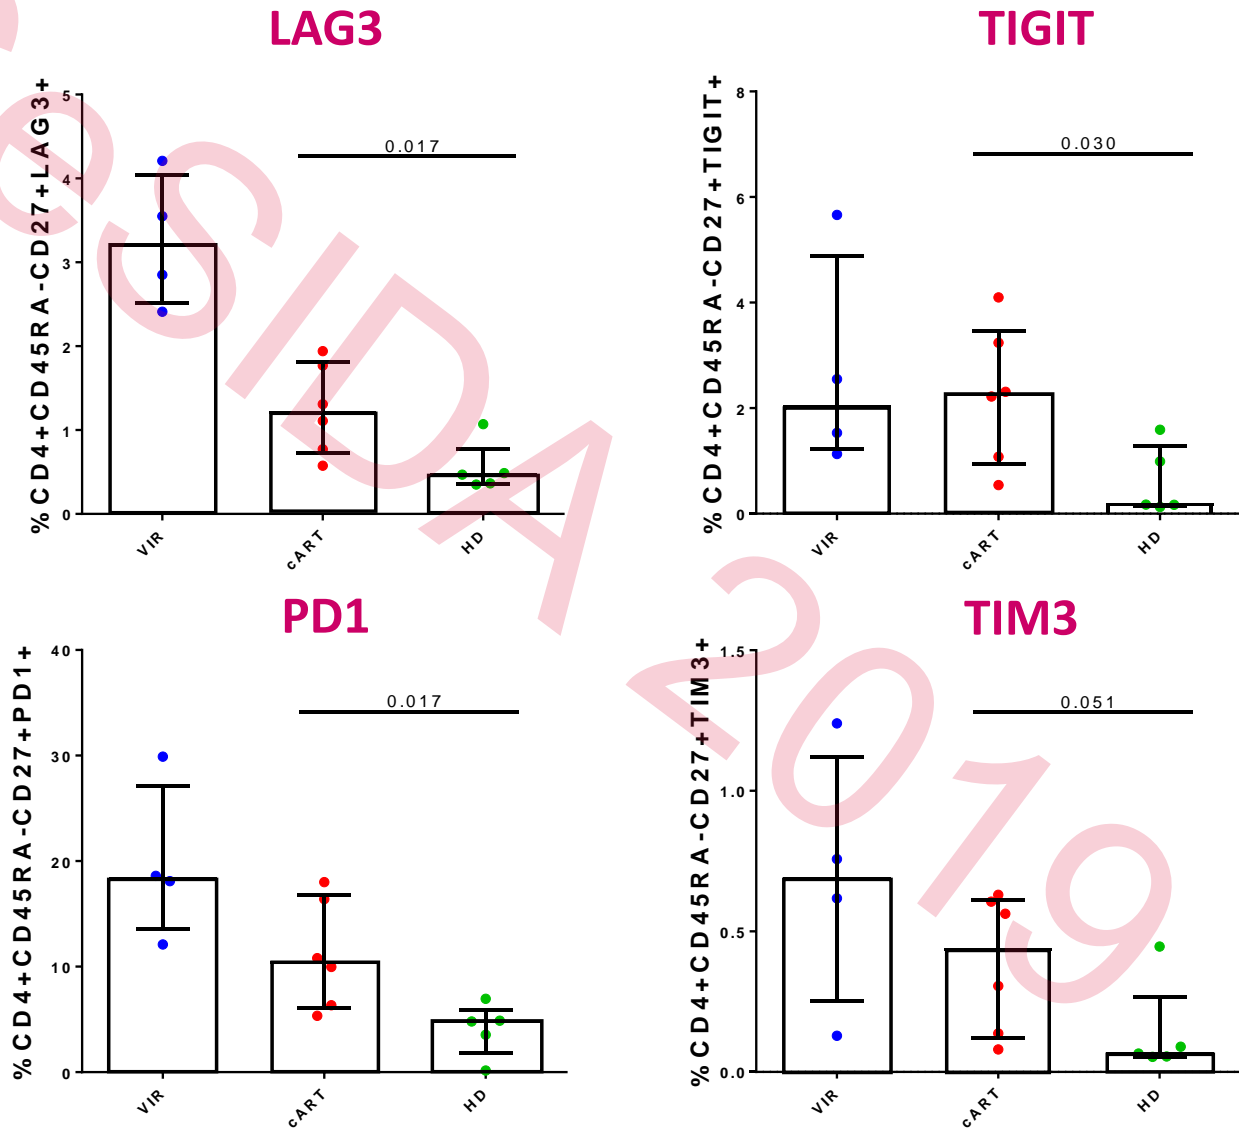 LAG3
%CD4+CD45RA-CD27+LAG3+
5
4
3
2
1
0
0.017
VIR
cART
HD
TIGIT
%CD4+CD45RA-CD27+TIGIT+
8
6
4
2
0
0.030
VIR
cART
HD
PD1
%CD4+CD45RA-CD27+PD1+
40
30
20
10
0
0.017
VIR
cART
HD
TIM3
%CD4+CD45RA-CD27+TIM3+
1.5
1.0
0.5
0.0
0.051
VIR
cART
HD
eSIDA 2019